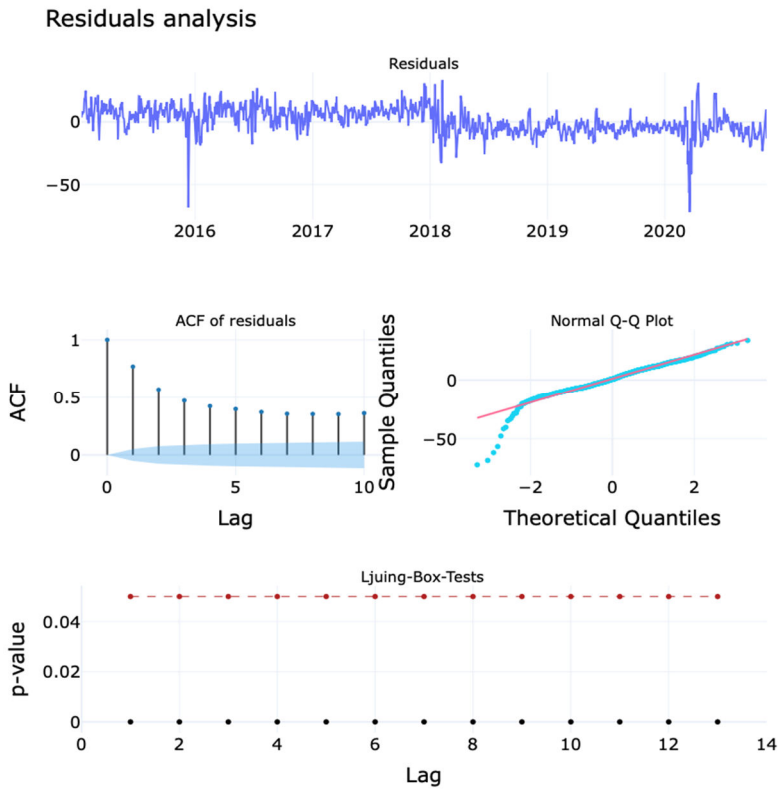 Residuals analysis
Residuals
0
−50
2016 2017 2018 2019 2020
ACF of residuals
1
0.5
0
ACF
0 5 10
Lag
Normal Q-Q Plot
0
−50
Sample Quantiles
−2 0 2
Theoretical Quantiles
Ljuing-Box-Tests
0.04
0.02
0
p-value
0 2 4 6 8 10 12 14
Lag